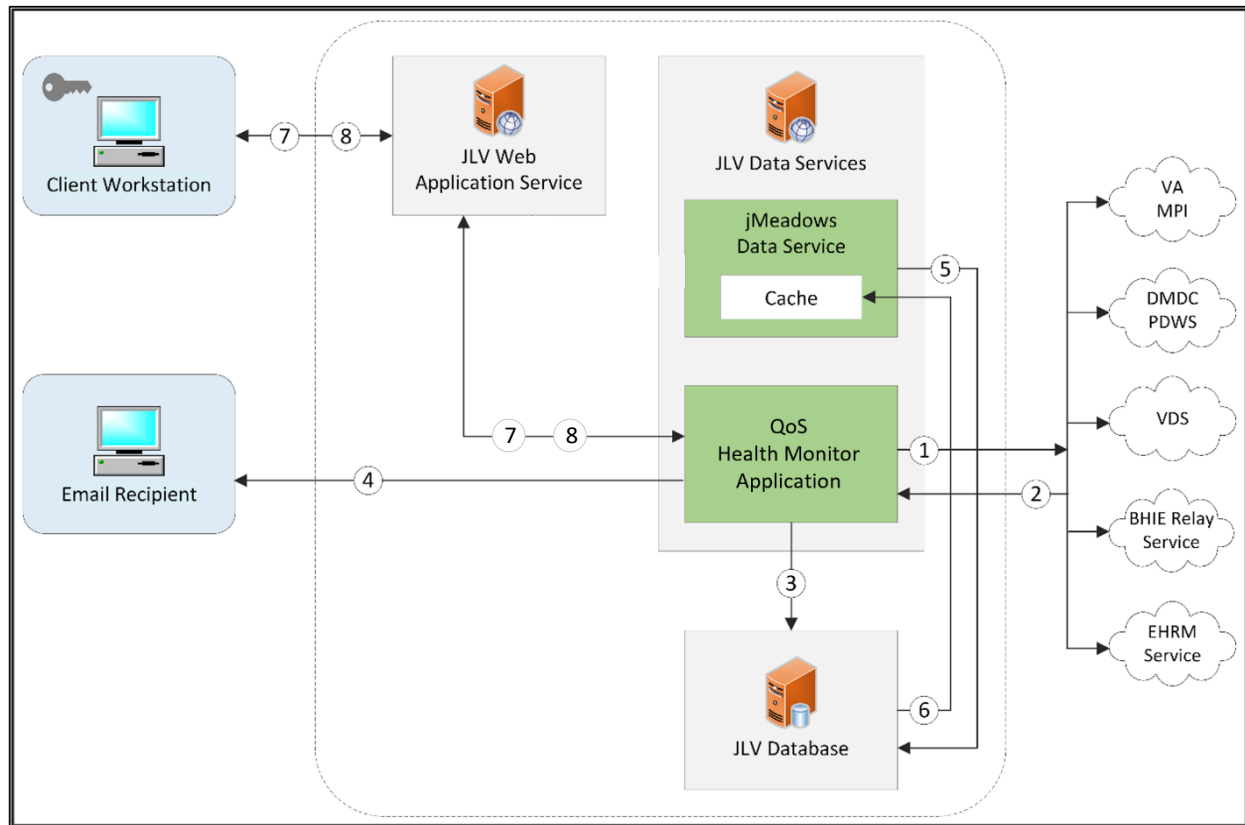 7
8
Client Workstation
JLV Web
Application Service
JLV Data Services
jMeadows
Data Service
Cache
5
VA
MPI
DMDC
PDWS
VDS
BHIE Relay
Service
EHRM
Service
7
8
QoS
Health Monitor
Application
1
2
4
Email Recipient
3
6
JLV Database